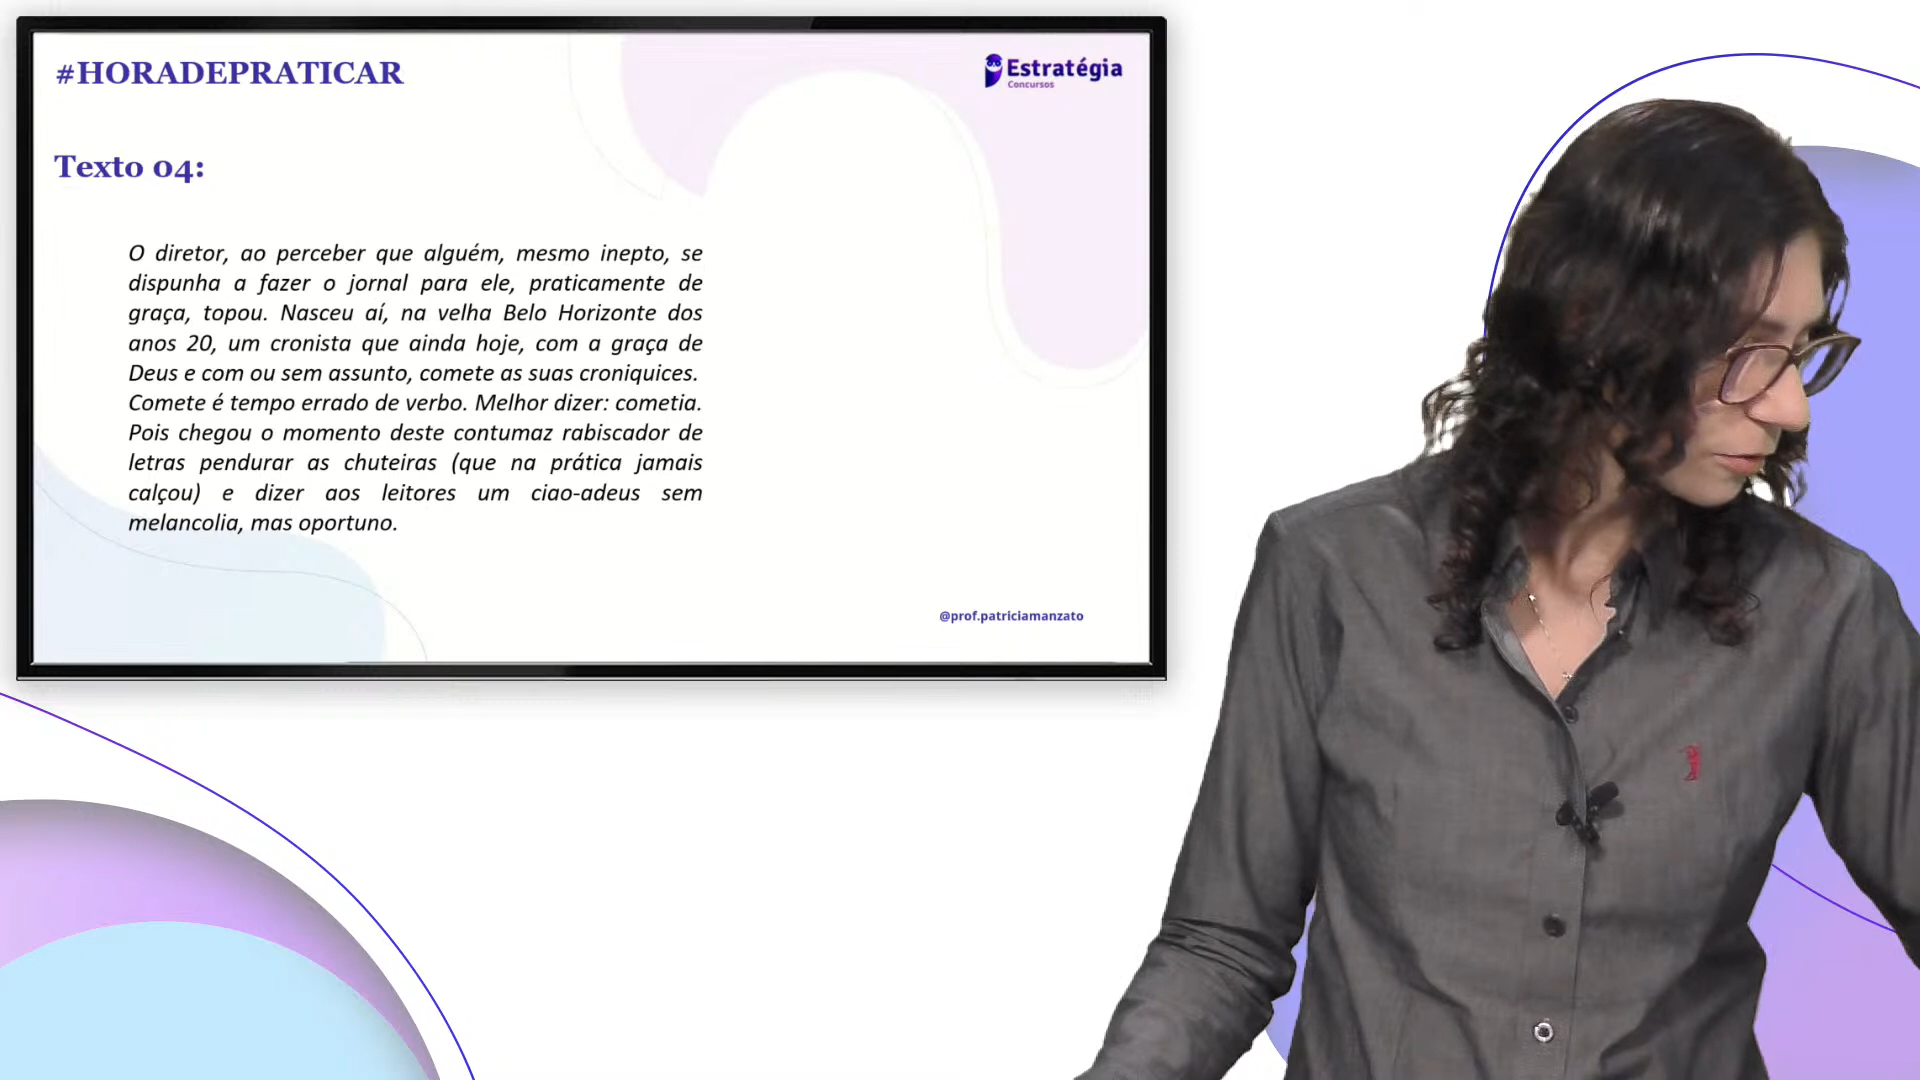 #HORADEPRATICAR
Estratégia
Concursos
Texto 04:
O diretor, ao perceber que alguém, mesmo inepto, se
dispunha a fazer o jornal para ele, praticamente de
graça, topou. Nasceu aí, na velha Belo Horizonte dos
anos 20, um cronista que ainda hoje, com a graça de
Deus e com ou sem assunto, comete as suas croniquices.
Comete é tempo errado de verbo. Melhor dizer: cometia.
Pois chegou o momento deste contumaz rabiscador de
letras pendurar as chuteiras (que na prática jamais
calçou) e dizer aos leitores um ciao-adeus sem
melancolia, mas oportuno.
@prof.patriciamanzato